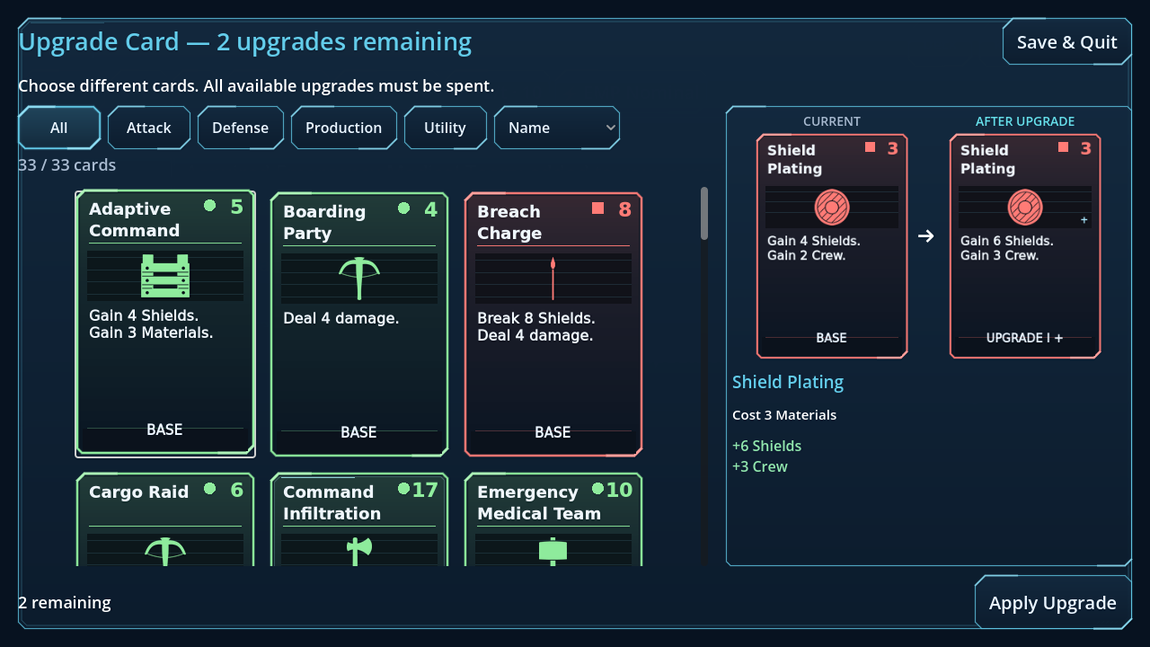 Upgrade Card — 2 upgrades remaining
Save & Quit
Choose different cards. All available upgrades must be spent.
All
Attack
Defense
Production
Utility
Name
33 / 33 cards
Adaptive
Command
5
Gain 4 Shields.
Gain 3 Materials.
BASE
Boarding
Party
4
Deal 4 damage.
BASE
Breach
Charge
8
Break 8 Shields.
Deal 4 damage.
BASE
Cargo Raid
6
Command
Infiltration
17
Emergency
Medical Team
10
CURRENT
Shield
Plating
3
Gain 4 Shields.
Gain 2 Crew.
BASE
AFTER UPGRADE
Shield
Plating
3
+
Gain 6 Shields.
Gain 3 Crew.
UPGRADE I +
Shield Plating
Cost 3 Materials
+6 Shields
+3 Crew
2 remaining
Apply Upgrade